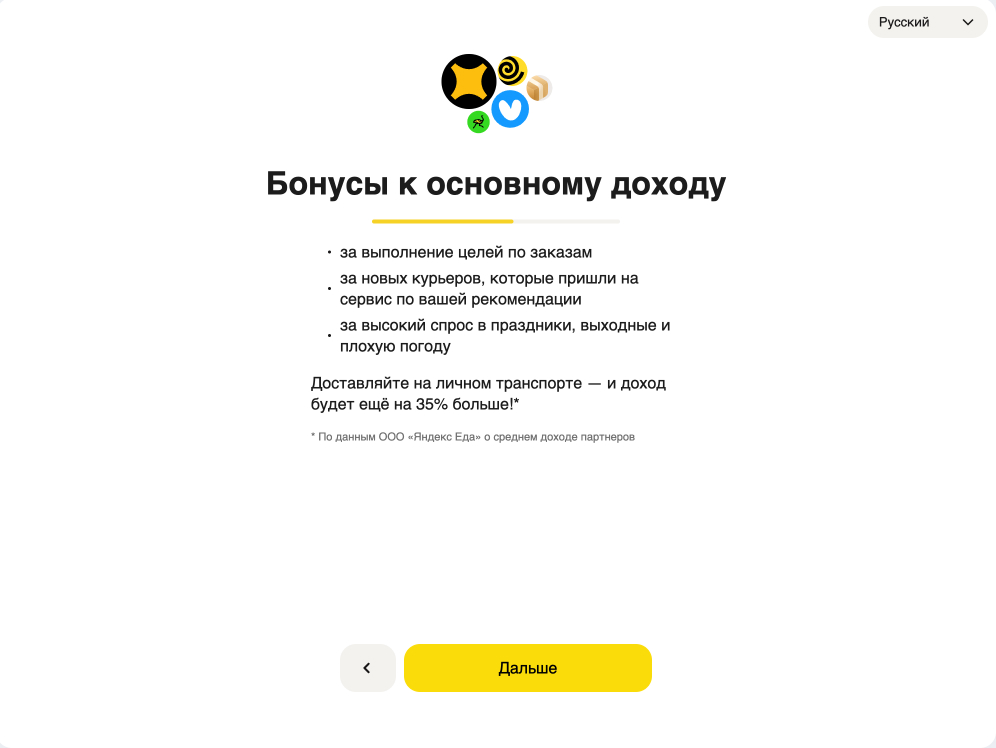 Русский
Бонусы к основному доходу
· за выполнение целей по заказам
· за новых курьеров, которые пришли на
сервис по вашей рекомендации
· за высокий спрос в праздники, выходные и
плохую погоду
Доставляйте на личном транспорте — и доход
будет ещё на 35% больше!*
* По данным ООО «Яндекс Еда» о среднем доходе партнеров
Дальше